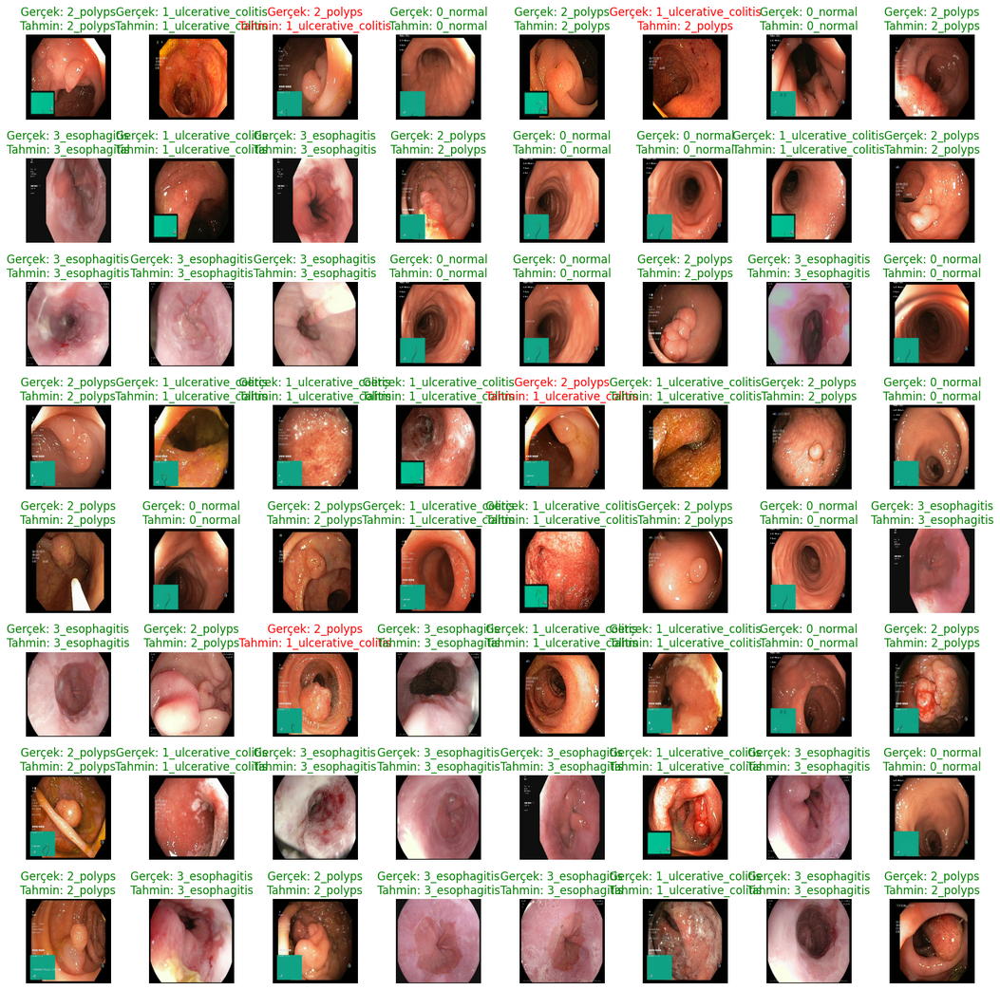 Gerçek: 2_polyps Gerçek: 1_ulcerative_colitis Gerçek: 2_polyps Gerçek: 0_normal Gerçek: 2_polyps Gerçek: 1_ulcerative_colitis Gerçek: 0_normal Gerçek: 2_polyps
Tahmin: 2_polyps Tahmin: 1_ulcerative_colitis Tahmin: 1_ulcerative_colitis Tahmin: 0_normal Tahmin: 2_polyps Tahmin: 2_polyps Tahmin: 0_normal Tahmin: 2_polyps
Gerçek: 3_esophagitis Gerçek: 1_ulcerative_colitis Gerçek: 3_esophagitis Gerçek: 2_polyps Gerçek: 0_normal Gerçek: 0_normal Gerçek: 1_ulcerative_colitis Gerçek: 2_polyps
Tahmin: 3_esophagitis Tahmin: 1_ulcerative_colitis Tahmin: 3_esophagitis Tahmin: 2_polyps Tahmin: 0_normal Tahmin: 0_normal Tahmin: 1_ulcerative_colitis Tahmin: 2_polyps
Gerçek: 3_esophagitis Gerçek: 3_esophagitis Gerçek: 3_esophagitis Gerçek: 0_normal Gerçek: 0_normal Gerçek: 2_polyps Gerçek: 3_esophagitis Gerçek: 0_normal
Tahmin: 3_esophagitis Tahmin: 3_esophagitis Tahmin: 3_esophagitis Tahmin: 0_normal Tahmin: 0_normal Tahmin: 2_polyps Tahmin: 3_esophagitis Tahmin: 0_normal
Gerçek: 2_polyps Gerçek: 1_ulcerative_colitis Gerçek: 1_ulcerative_colitis Gerçek: 1_ulcerative_colitis Gerçek: 2_polyps Gerçek: 1_ulcerative_colitis Gerçek: 2_polyps Gerçek: 0_normal
Tahmin: 2_polyps Tahmin: 1_ulcerative_colitis Tahmin: 1_ulcerative_colitis Tahmin: 1_ulcerative_colitis Tahmin: 1_ulcerative_colitis Tahmin: 1_ulcerative_colitis Tahmin: 2_polyps Tahmin: 0_normal
Gerçek: 2_polyps Gerçek: 0_normal Gerçek: 2_polyps Gerçek: 1_ulcerative_colitis Gerçek: 1_ulcerative_colitis Gerçek: 2_polyps Gerçek: 0_normal Gerçek: 3_esophagitis
Tahmin: 2_polyps Tahmin: 0_normal Tahmin: 2_polyps Tahmin: 1_ulcerative_colitis Tahmin: 1_ulcerative_colitis Tahmin: 2_polyps Tahmin: 0_normal Tahmin: 3_esophagitis
Gerçek: 3_esophagitis Gerçek: 2_polyps Gerçek: 2_polyps Gerçek: 3_esophagitis Gerçek: 1_ulcerative_colitis Gerçek: 1_ulcerative_colitis Gerçek: 0_normal Gerçek: 2_polyps
Tahmin: 3_esophagitis Tahmin: 2_polyps Tahmin: 1_ulcerative_colitis Tahmin: 3_esophagitis Tahmin: 1_ulcerative_colitis Tahmin: 1_ulcerative_colitis Tahmin: 0_normal Tahmin: 2_polyps
Gerçek: 2_polyps Gerçek: 1_ulcerative_colitis Gerçek: 3_esophagitis Gerçek: 3_esophagitis Gerçek: 3_esophagitis Gerçek: 1_ulcerative_colitis Gerçek: 3_esophagitis Gerçek: 0_normal
Tahmin: 2_polyps Tahmin: 1_ulcerative_colitis Tahmin: 3_esophagitis Tahmin: 3_esophagitis Tahmin: 3_esophagitis Tahmin: 1_ulcerative_colitis Tahmin: 3_esophagitis Tahmin: 0_normal
Gerçek: 2_polyps Gerçek: 3_esophagitis Gerçek: 2_polyps Gerçek: 3_esophagitis Gerçek: 3_esophagitis Gerçek: 1_ulcerative_colitis Gerçek: 3_esophagitis Gerçek: 2_polyps
Tahmin: 2_polyps Tahmin: 3_esophagitis Tahmin: 2_polyps Tahmin: 3_esophagitis Tahmin: 3_esophagitis Tahmin: 1_ulcerative_colitis Tahmin: 3_esophagitis Tahmin: 2_polyps